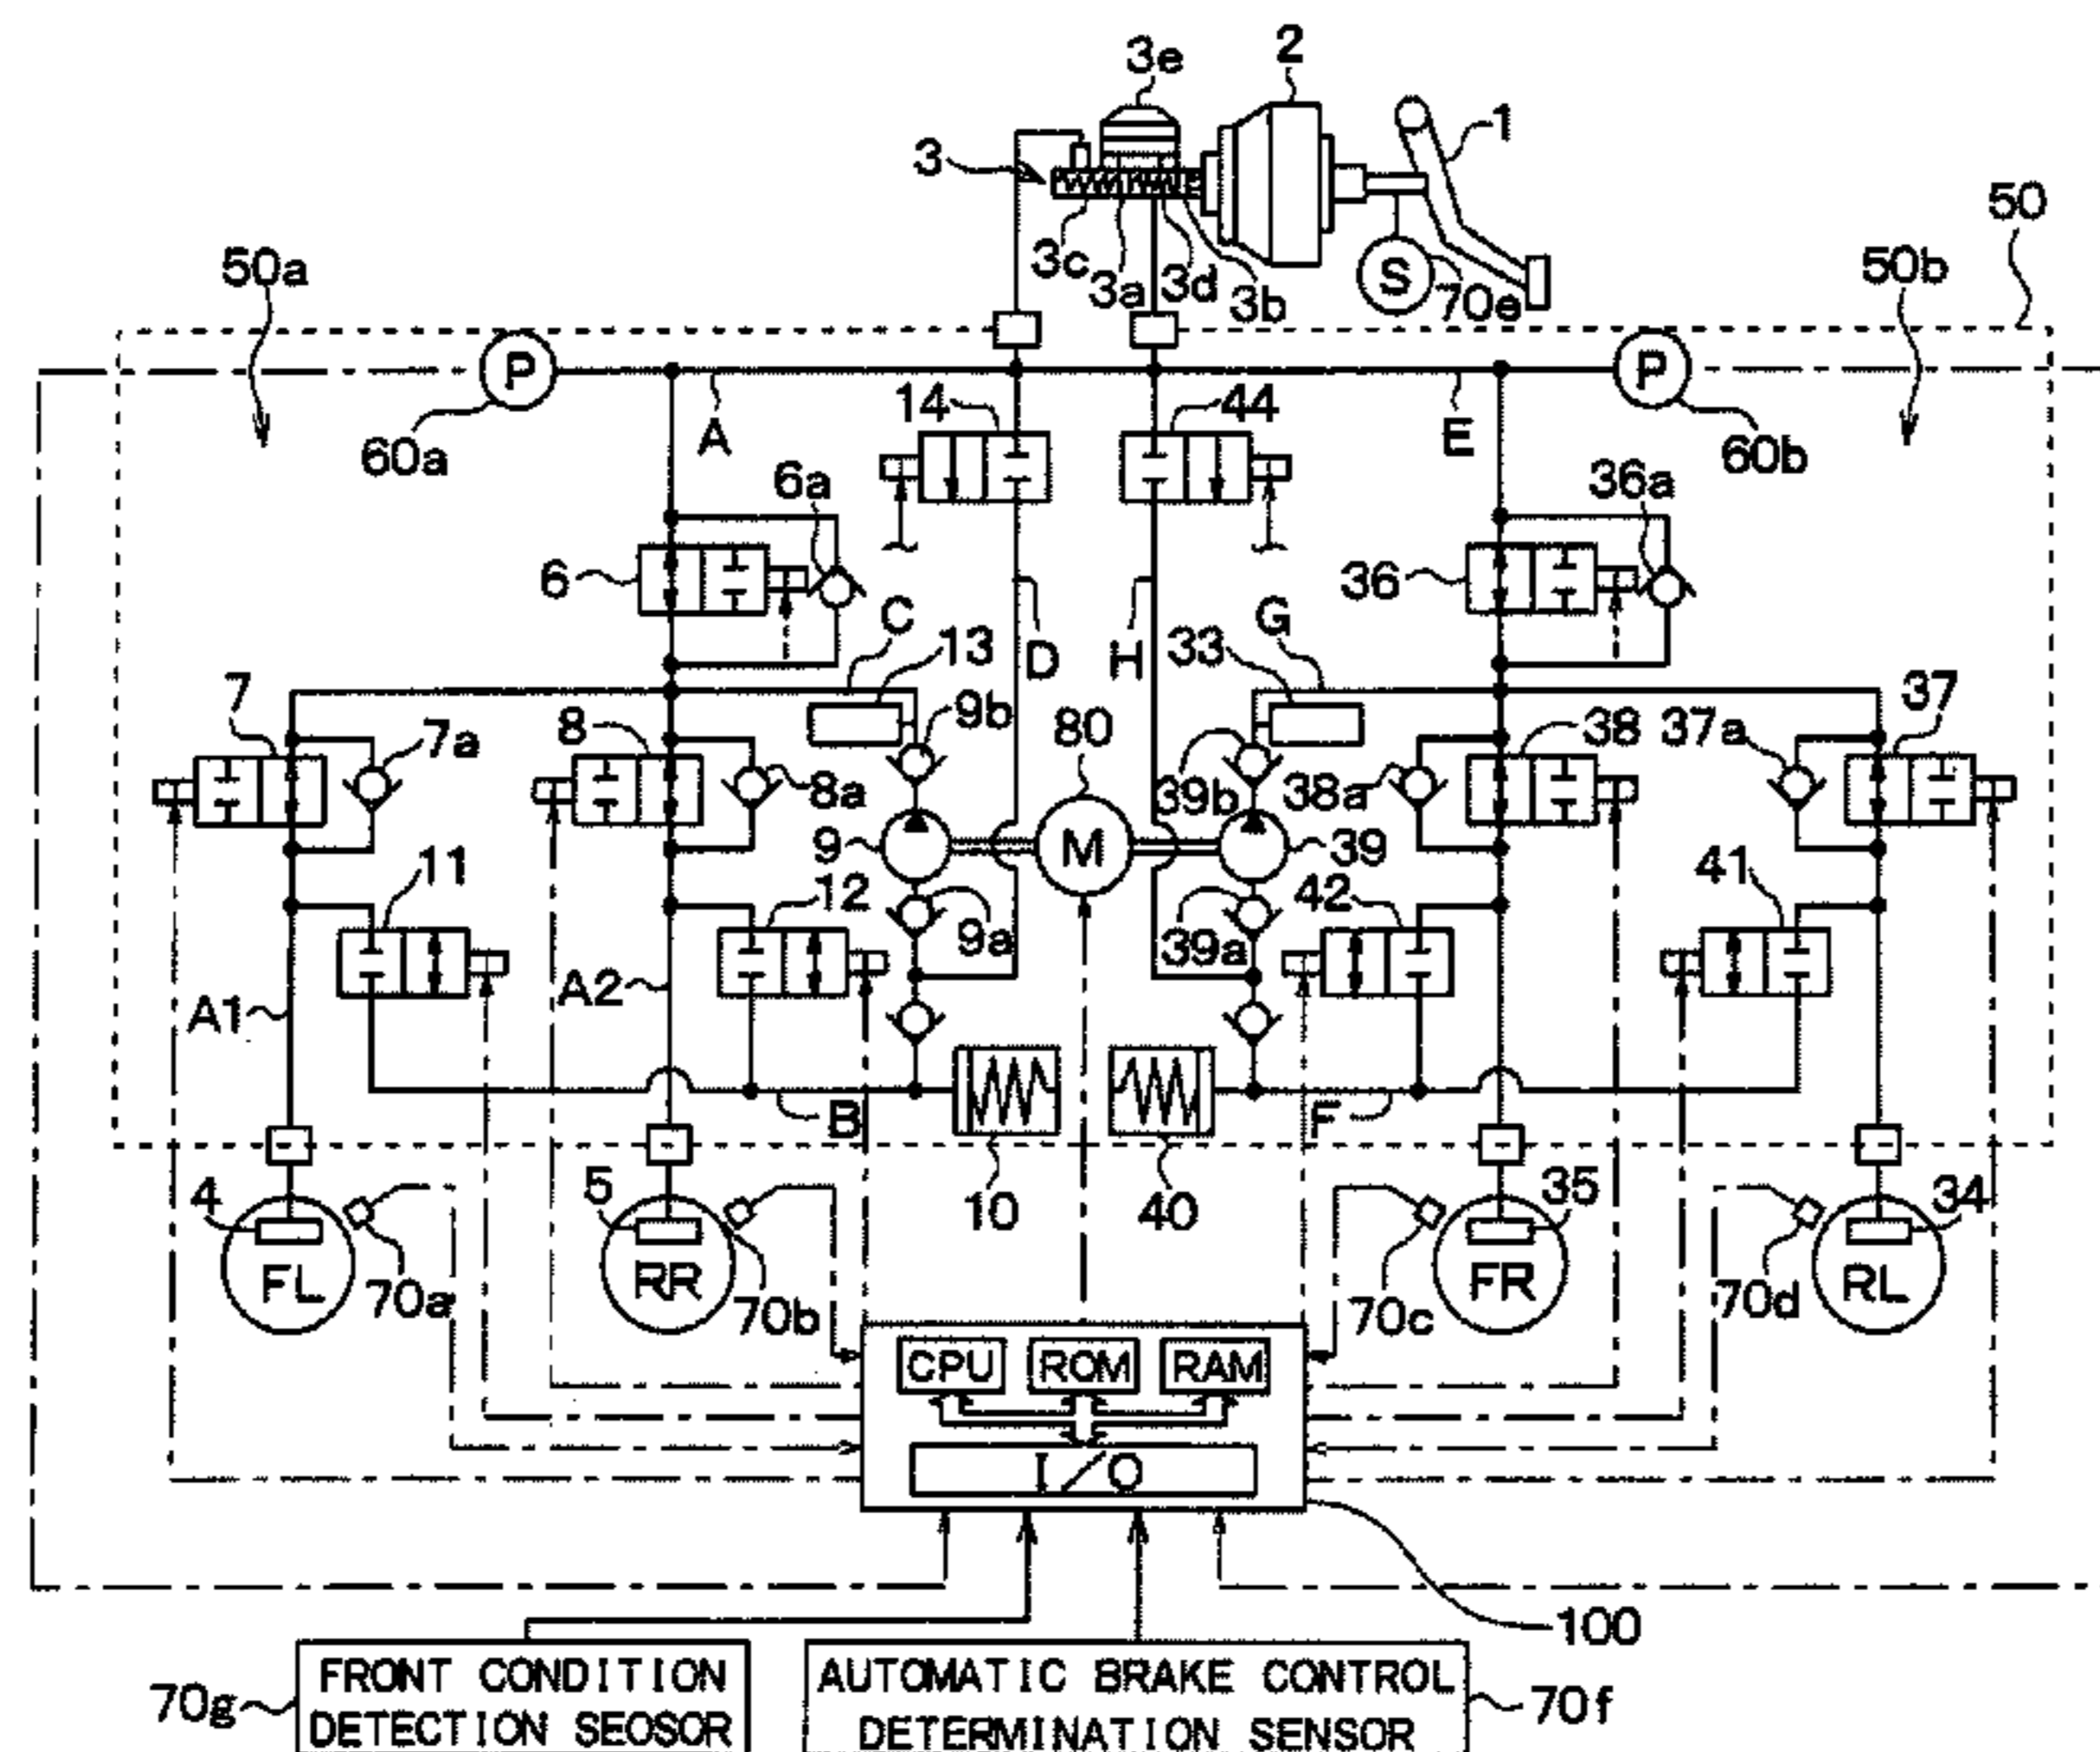 3e
2
1
3
50
3c
3a
3d
3b
S
70e
50a
50b
P
P
60a
A
14
44
E
60b
6a
36a
6
36
C
13
D
H
33
G
7
7a
8
8a
9b
80
39b
38a
38
37a
37
9
M
39
11
12
9a
39a
42
41
A1
A2
B
F
10
40
4
FL
70a
5
RR
70b
70c
35
FR
70d
34
RL
CPU
ROM
RAM
I/O
100
70g
FRONT CONDITION
DETECTION SEOSOR
AUTOMATIC BRAKE CONTROL
DETERMINATION SENSOR
70f